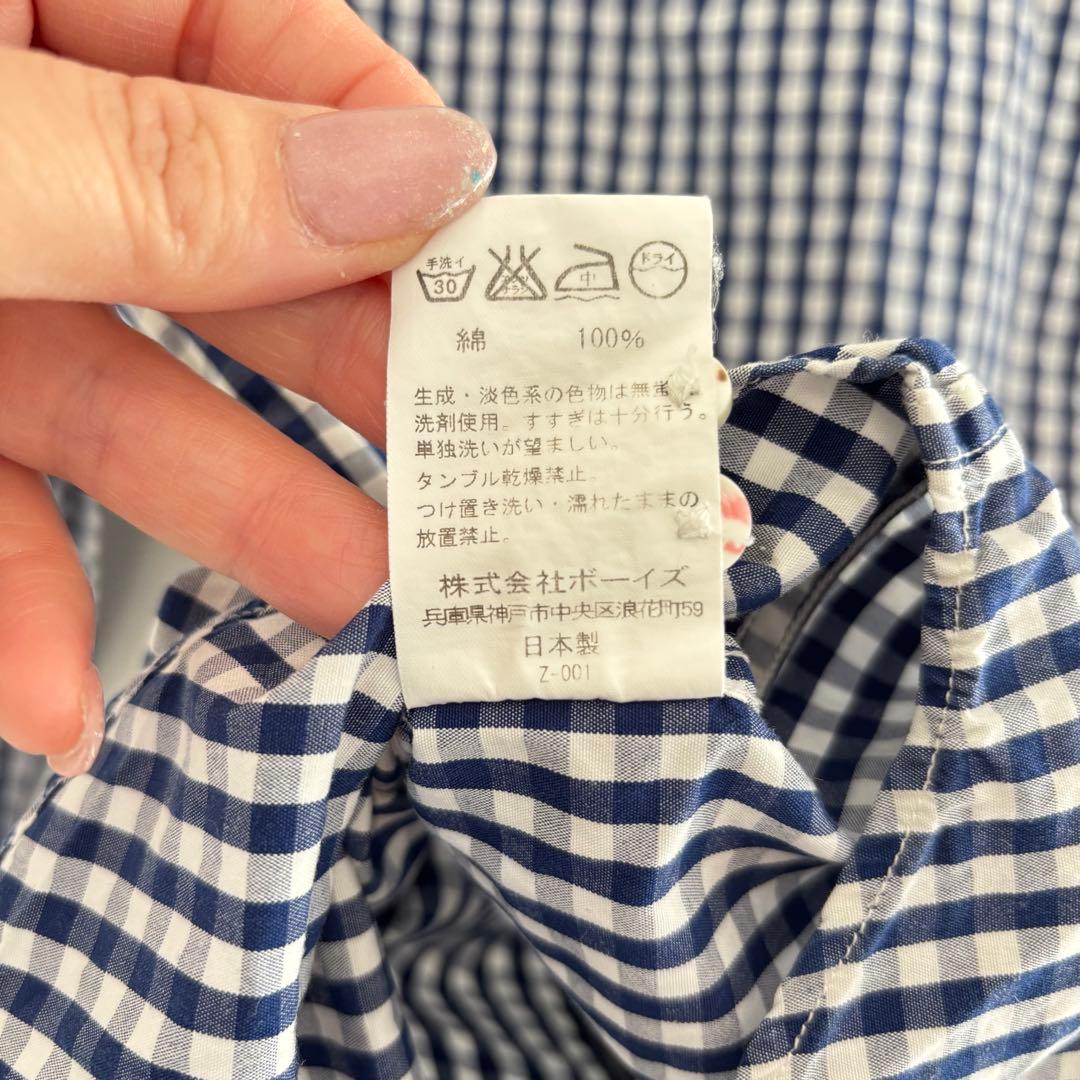 手洗イ
30
中
ドライ
綿 100%
生成・淡色系の色物は無蛍
洗剤使用。すすぎは十分行う。
単独洗いが望ましい。
タンブル乾燥禁止。
つけ置き洗い・濡れたままの
放置禁止。
株式会社ボーイズ
兵庫県神戸市中央区浪花町59
日本製
Z-001